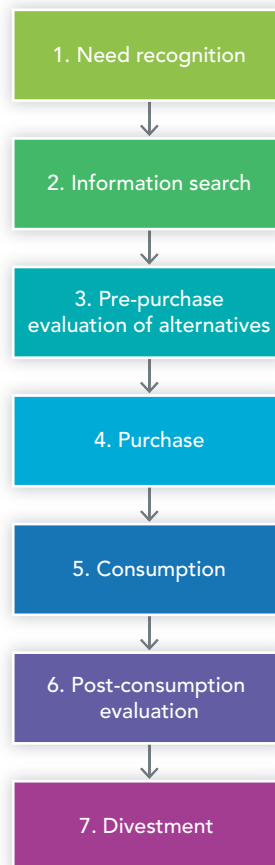 1. Need recognition
2. Information search
3. Pre-purchase
evaluation of alternatives
4. Purchase
5. Consumption
6. Post-consumption
evaluation
7. Divestment